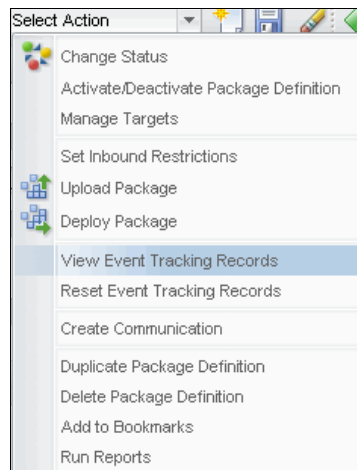 Select Action
Change Status
Activate/Deactivate Package Definition
Manage Targets
Set Inbound Restrictions
Upload Package
Deploy Package
View Event Tracking Records
Reset Event Tracking Records
Create Communication
Duplicate Package Definition
Delete Package Definition
Add to Bookmarks
Run Reports